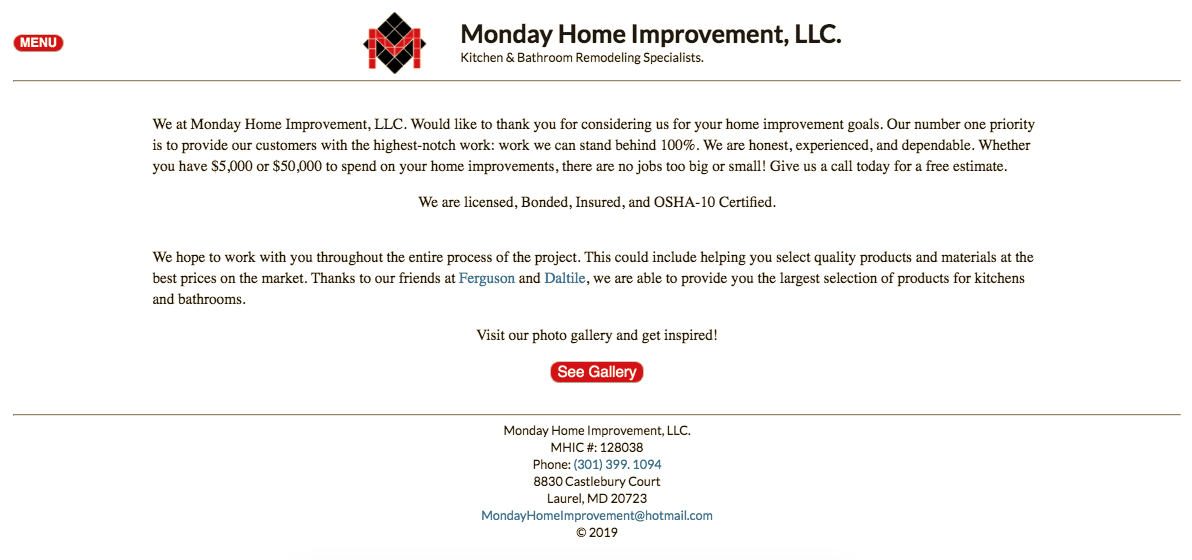 MENU
Monday Home Improvement, LLC.
Kitchen & Bathroom Remodeling Specialists.
We at Monday Home Improvement, LLC. Would like to thank you for considering us for your home improvement goals. Our number one priority
is to provide our customers with the highest-notch work: work we can stand behind 100%. We are honest, experienced, and dependable. Whether
you have $5,000 or $50,000 to spend on your home improvements, there are no jobs too big or small! Give us a call today for a free estimate.
We are licensed, Bonded, Insured, and OSHA-10 Certified.
We hope to work with you throughout the entire process of the project. This could include helping you select quality products and materials at the
best prices on the market. Thanks to our friends at Ferguson and Daltile, we are able to provide you the largest selection of products for kitchens
and bathrooms.
Visit our photo gallery and get inspired!
See Gallery
Monday Home Improvement, LLC.
MHIC #: 128038
Phone: (301) 399. 1094
8830 Castlebury Court
Laurel, MD 20723
MondayHomeImprovement@hotmail.com
© 2019